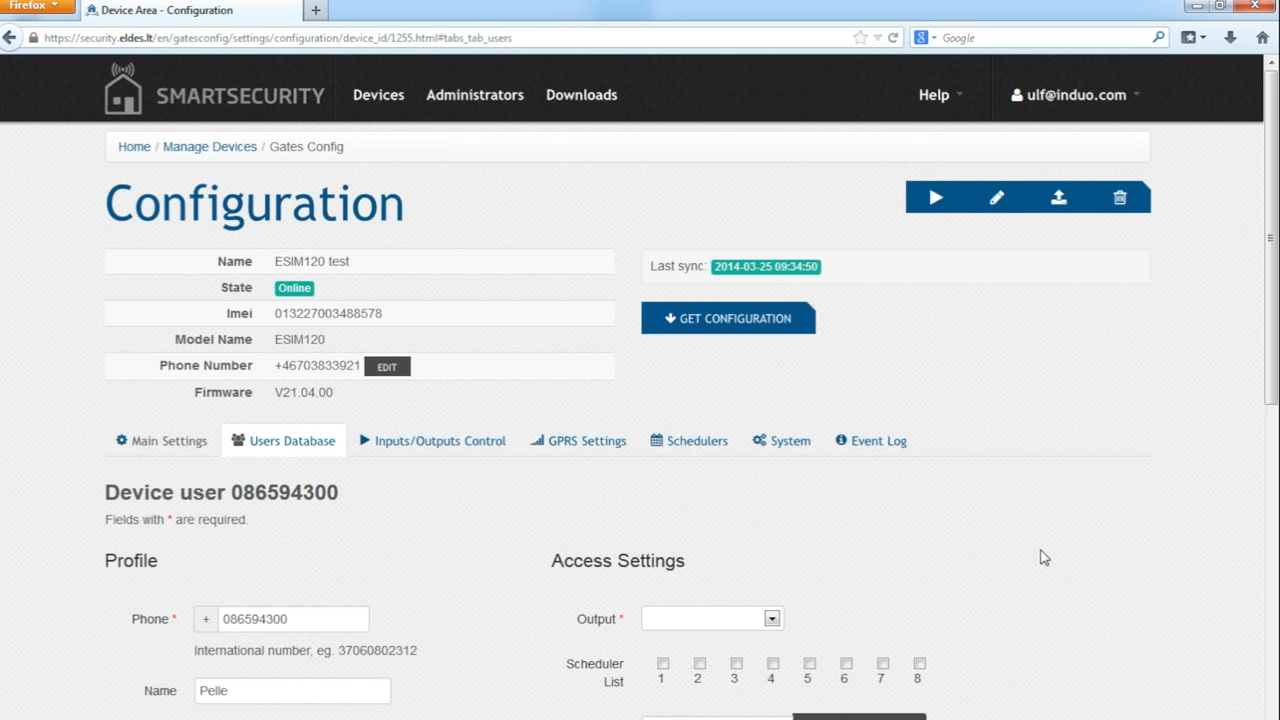 Firefox
Device Area - Configuration
https://security.eldes.lt/en/gatesconfig/settings/configuration/device_id/1255.html#tabs_tab_users
Google
SMARTSECURITY
Devices
Administrators
Downloads
Help
ulf@induo.com
Home / Manage Devices / Gates Config
Configuration
Name ESIM120 test
State Online
Imei 013227003488578
Model Name ESIM120
Phone Number +46703833921 EDIT
Firmware V21.04.00
Last sync: 2014-03-25 09:34:50
GET CONFIGURATION
Main Settings
Users Database
Inputs/Outputs Control
GPRS Settings
Schedulers
System
Event Log
Device user 086594300
Fields with * are required.
Profile
Phone * + 086594300
International number, eg. 37060802312
Name Pelle
Access Settings
Output *
Scheduler List
1 2 3 4 5 6 7 8